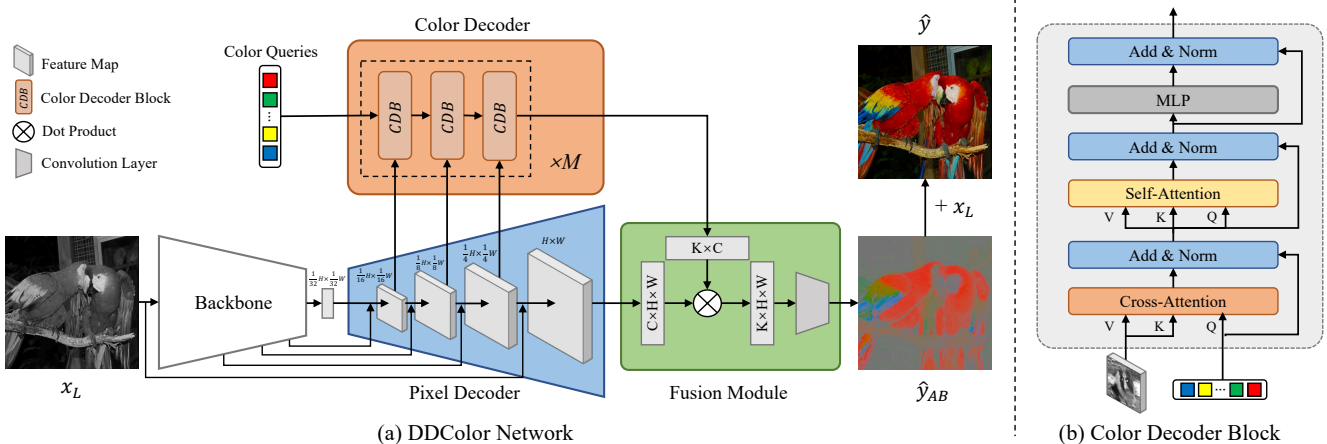 Feature Map
CDB
Color Decoder Block
Dot Product
Convolution Layer
Color Queries
Color Decoder
CDB
CDB
CDB
×M
x_L
Backbone
1/32 H × 1/32 W
1/16 H × 1/16 W
1/8 H × 1/8 W
1/4 H × 1/4 W
H×W
Pixel Decoder
K×C
C×H×W
K×H×W
Fusion Module
ŷ
+ x_L
ŷ_AB
(a) DDColor Network
Add & Norm
MLP
Add & Norm
Self-Attention
V K Q
Add & Norm
Cross-Attention
V K Q
(b) Color Decoder Block